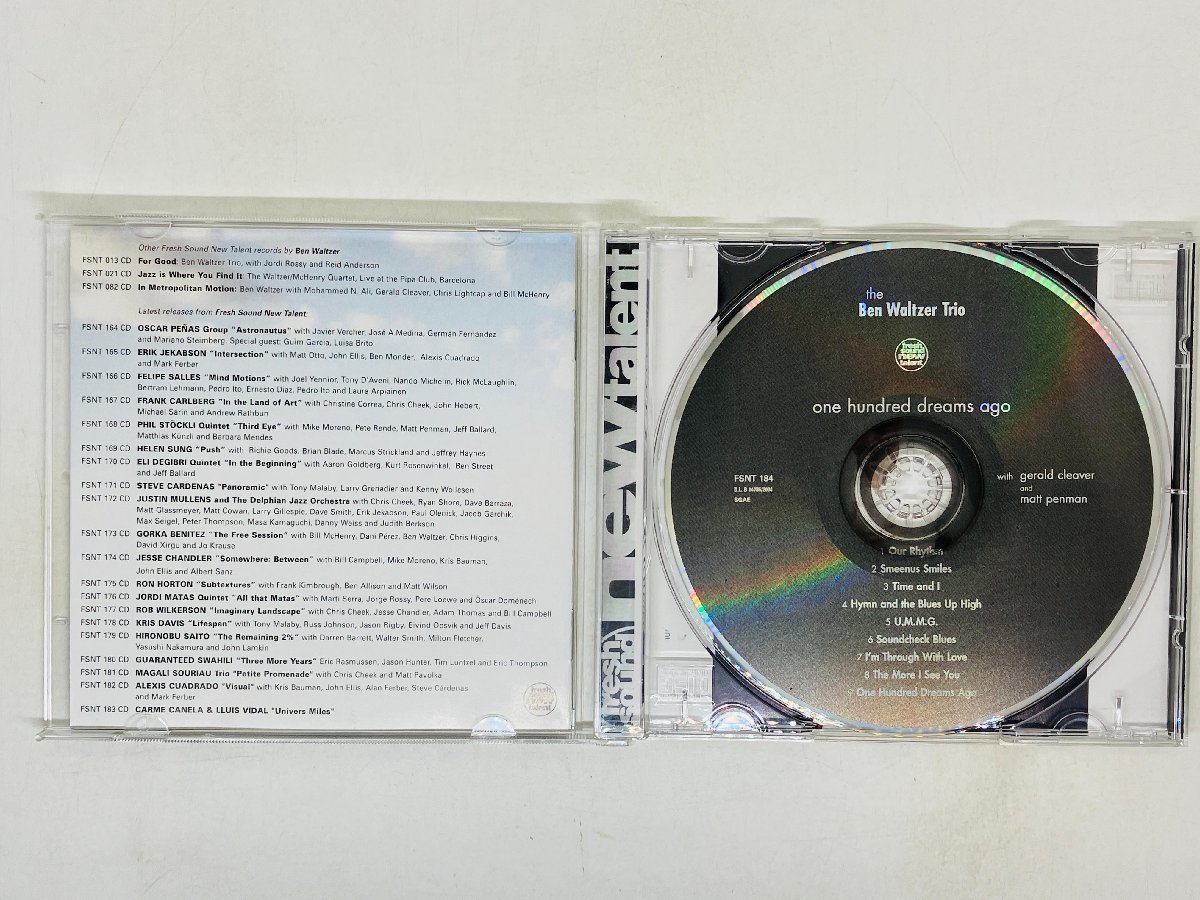 Other Fresh Sound New Talent records by Ben Waltzer
FSNT 013 CD For Good: Ben Waltzer Trio, with Jordi Rossy and Reid Anderson
FSNT 021 CD Jazz is Where You Find It: The Waltzer/McHenry Quartet, Live at the Pipa Club, Barcelona
FSNT 082 CD In Metropolitan Motion: Ben Waltzer with Mohammed N. Ali, Gerald Cleaver, Chris Lightcap and Bill McHenry
Latest releases from Fresh Sound New Talent:
FSNT 164 CD OSCAR PEÑAS Group "Astronautus" with Javier Vercher, José A Medina, German Fernández
and Mariano Steimberg. Special guest: Guim García, Luisa Brito
FSNT 165 CD ERIK JEKABSON "Intersection" with Matt Otto, John Ellis, Ben Monder, Alexis Cuadrado
and Mark Ferber
FSNT 166 CD FELIPE SALLES "Mind Motions" with Joel Yennior, Tony D'Aveni, Nando Michelin, Rick McLaughlin,
Bertram Lehmann, Pedro Ito, Ernesto Diaz, Pedro Ito and Laura Arpiainen
FSNT 167 CD FRANK CARLBERG "In the Land of Art" with Christine Correa, Chris Cheek, John Hebert,
Michael Sarin and Andrew Rathbun
FSNT 168 CD PHIL STÖCKLI Quintet "Third Eye" with Mike Moreno, Pete Rende, Matt Penman, Jeff Ballard,
Matthias Künzli and Barbara Mendes
FSNT 169 CD HELEN SUNG "Push" with Richie Goods, Brian Blade, Marcus Strickland and Jeffrey Haynes
FSNT 170 CD ELI DEGIBRI Quintet "In the Beginning" with Aaron Goldberg, Kurt Rosenwinkel, Ben Street
and Jeff Ballard
FSNT 171 CD STEVE CARDENAS "Panoramic" with Tony Malaby, Larry Grenadier and Kenny Wollesen
FSNT 172 CD JUSTIN MULLENS and The Delphian Jazz Orchestra with Chris Cheek, Ryan Shore, Dave Barraza,
Matt Glassmeyer, Matt Cowan, Larry Gillespie, Dave Smith, Erik Jekabson, Paul Olenick, Jacob Garchik,
Max Seigel, Peter Thompson, Masa Kamaguchi, Danny Weiss and Judith Berkson
FSNT 173 CD GORKA BENITEZ "The Free Session" with Bill McHenry, Dani Pérez, Ben Waltzer, Chris Higgins,
David Xirgu and Jo Krause
FSNT 174 CD JESSE CHANDLER "Somewhere: Between" with Bill Campbell, Mike Moreno, Kris Bauman,
John Ellis and Albert Sanz
FSNT 175 CD RON HORTON "Subtextures" with Frank Kimbrough, Ben Allison and Matt Wilson
FSNT 176 CD JORDI MATAS Quintet "All that Matas" with Marti Serra, Jorge Rossy, Pere Loewe and Oscar Doménech
FSNT 177 CD ROB WILKERSON "Imaginary Landscape" with Chris Cheek, Jesse Chandler, Adam Thomas and Bill Campbell
FSNT 178 CD KRIS DAVIS "Lifespan" with Tony Malaby, Russ Johnson, Jason Rigby, Eivind Opsvik and Jeff Davis
FSNT 179 CD HIRONOBU SAITO "The Remaining 2%" with Darren Barrett, Walter Smith, Milton Fletcher,
Yasushi Nakamura and John Lamkin
FSNT 180 CD GUARANTEED SWAHILI "Three More Years" Eric Rasmussen, Jason Hunter, Tim Luntzel and Eric Thompson
FSNT 181 CD MAGALI SOURIAU Trio "Petite Promenade" with Chris Cheek and Matt Pavolka
FSNT 182 CD ALEXIS CUADRADO "Visual" with Kris Bauman, John Ellis, Alan Ferber, Steve Cardenas
and Mark Ferber
FSNT 183 CD CARME CANELA & LLUIS VIDAL "Univers Miles"
fresh sound
newtalent
the
Ben Waltzer Trio
fresh
sound
new
talent
one hundred dreams ago
FSNT 184
SGAE
with gerald cleaver
and
matt penman
1 Our Rhythm
2 Smeenus Smiles
3 Time and I
4 Hymn and the Blues Up High
5 U.M.M.G.
6 Soundcheck Blues
7 I'm Through With Love
8 The More I See You
9 One Hundred Dreams Ago